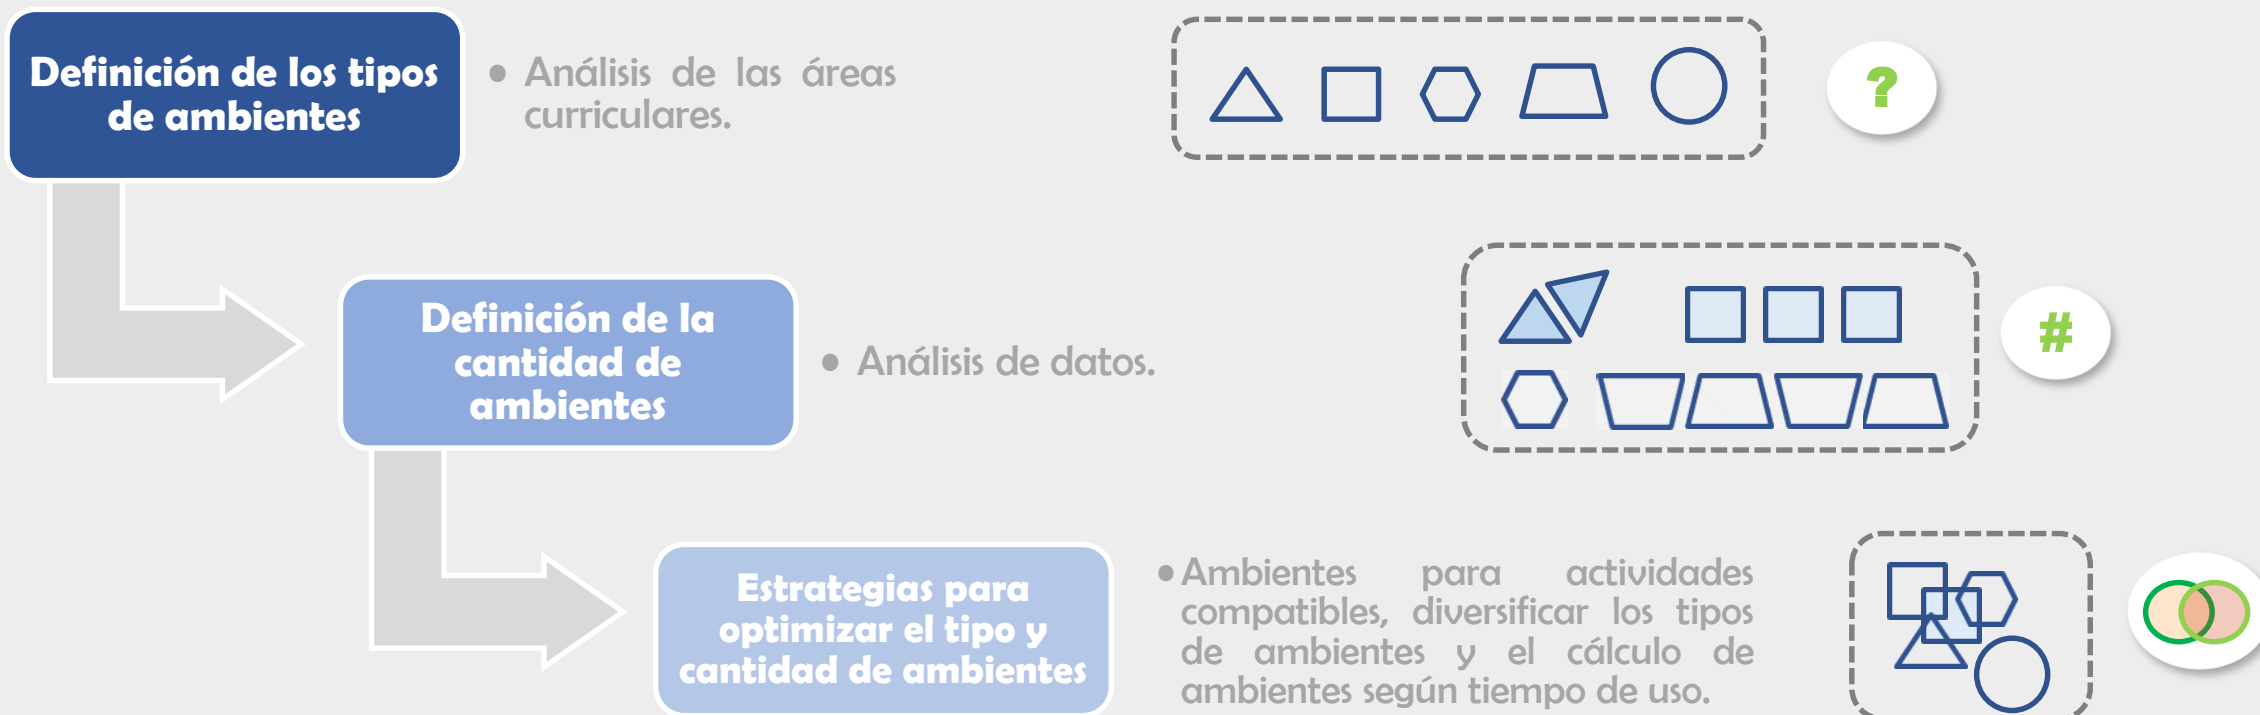 Definición de los tipos
de ambientes
• Análisis de las áreas
curriculares.
?
Definición de la
cantidad de
ambientes
• Análisis de datos.
#
Estrategias para
optimizar el tipo y
cantidad de ambientes
• Ambientes para actividades
compatibles, diversificar los tipos
de ambientes y el cálculo de
ambientes según tiempo de uso.